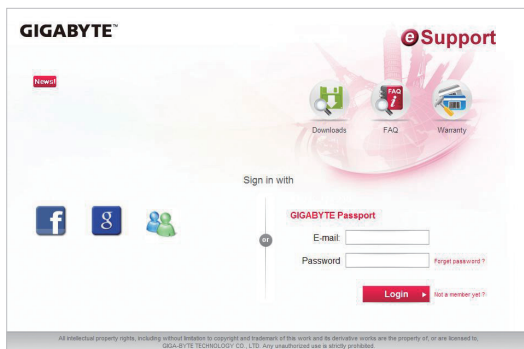 GIGABYTE™
eSupport
News!
FAQ
Downloads
FAQ
Warranty
Sign in with
f
g
or
GIGABYTE Passport
E-mail:
Password
Forget password ?
Login
Not a member yet ?
All intellectual property rights, including without limitation to copyright and trademark of this work and its derivative works are the property of, or are licensed to,
GIGA-BYTE TECHNOLOGY CO., LTD. Any unauthorized use is strictly prohibited.